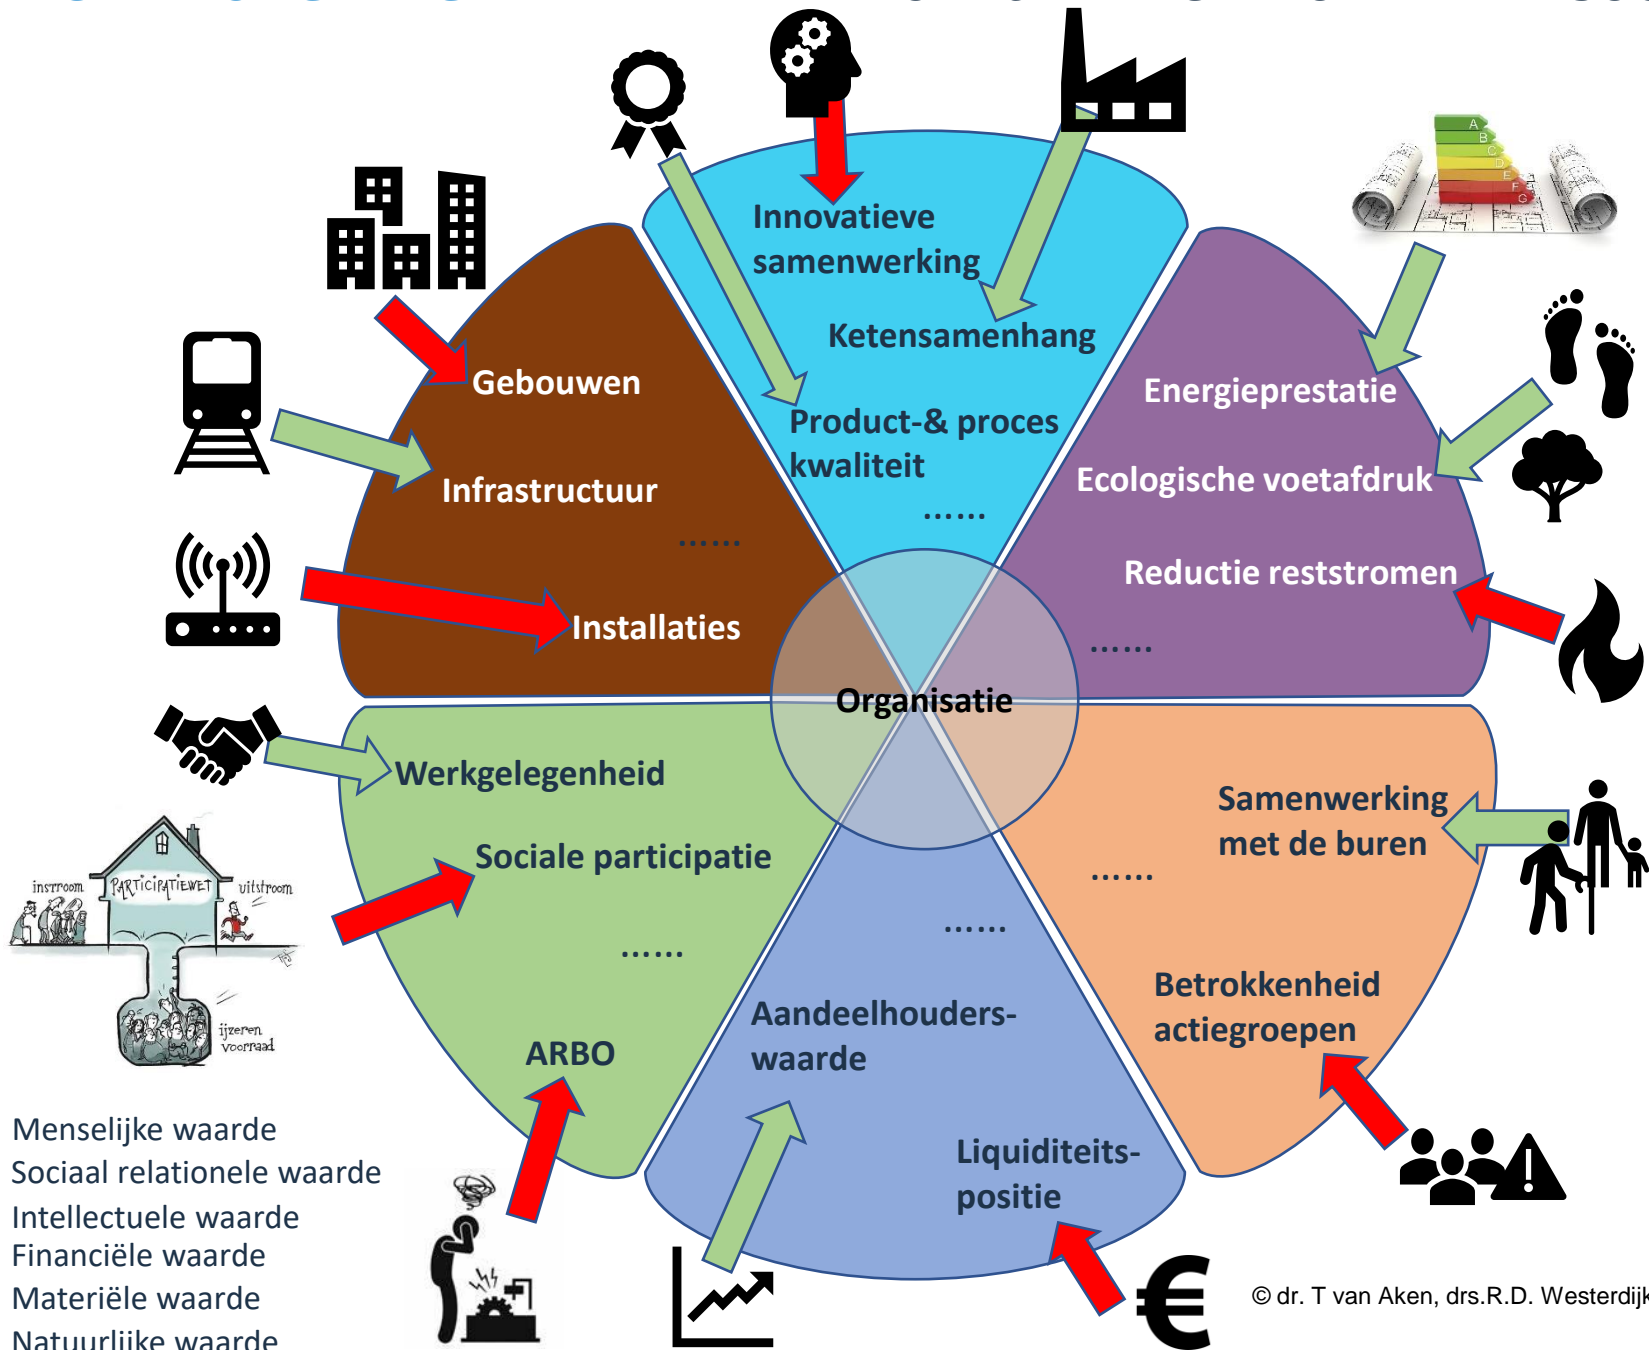 A
B
C
D
E
F
G
Innovatieve
samenwerking
Ketensamenhang
Product-& proces
kwaliteit
......
Gebouwen
Infrastructuur
......
Installaties
Energieprestatie
Ecologische voetafdruk
Reductie reststromen
......
Organisatie
Werkgelegenheid
Sociale participatie
......
ARBO
Samenwerking
met de buren
......
Betrokkenheid
actiegroepen
......
Aandeelhouders-
waarde
Liquiditeits-
positie
instroom
PARTICIPATIEWET
uitstroom
ijzeren
voorraad
Menselijke waarde
Sociaal relationele waarde
Intellectuele waarde
Financiële waarde
Materiële waarde
Natuurlijke waarde
€
© dr. T van Aken, drs.R.D. Westerdijk